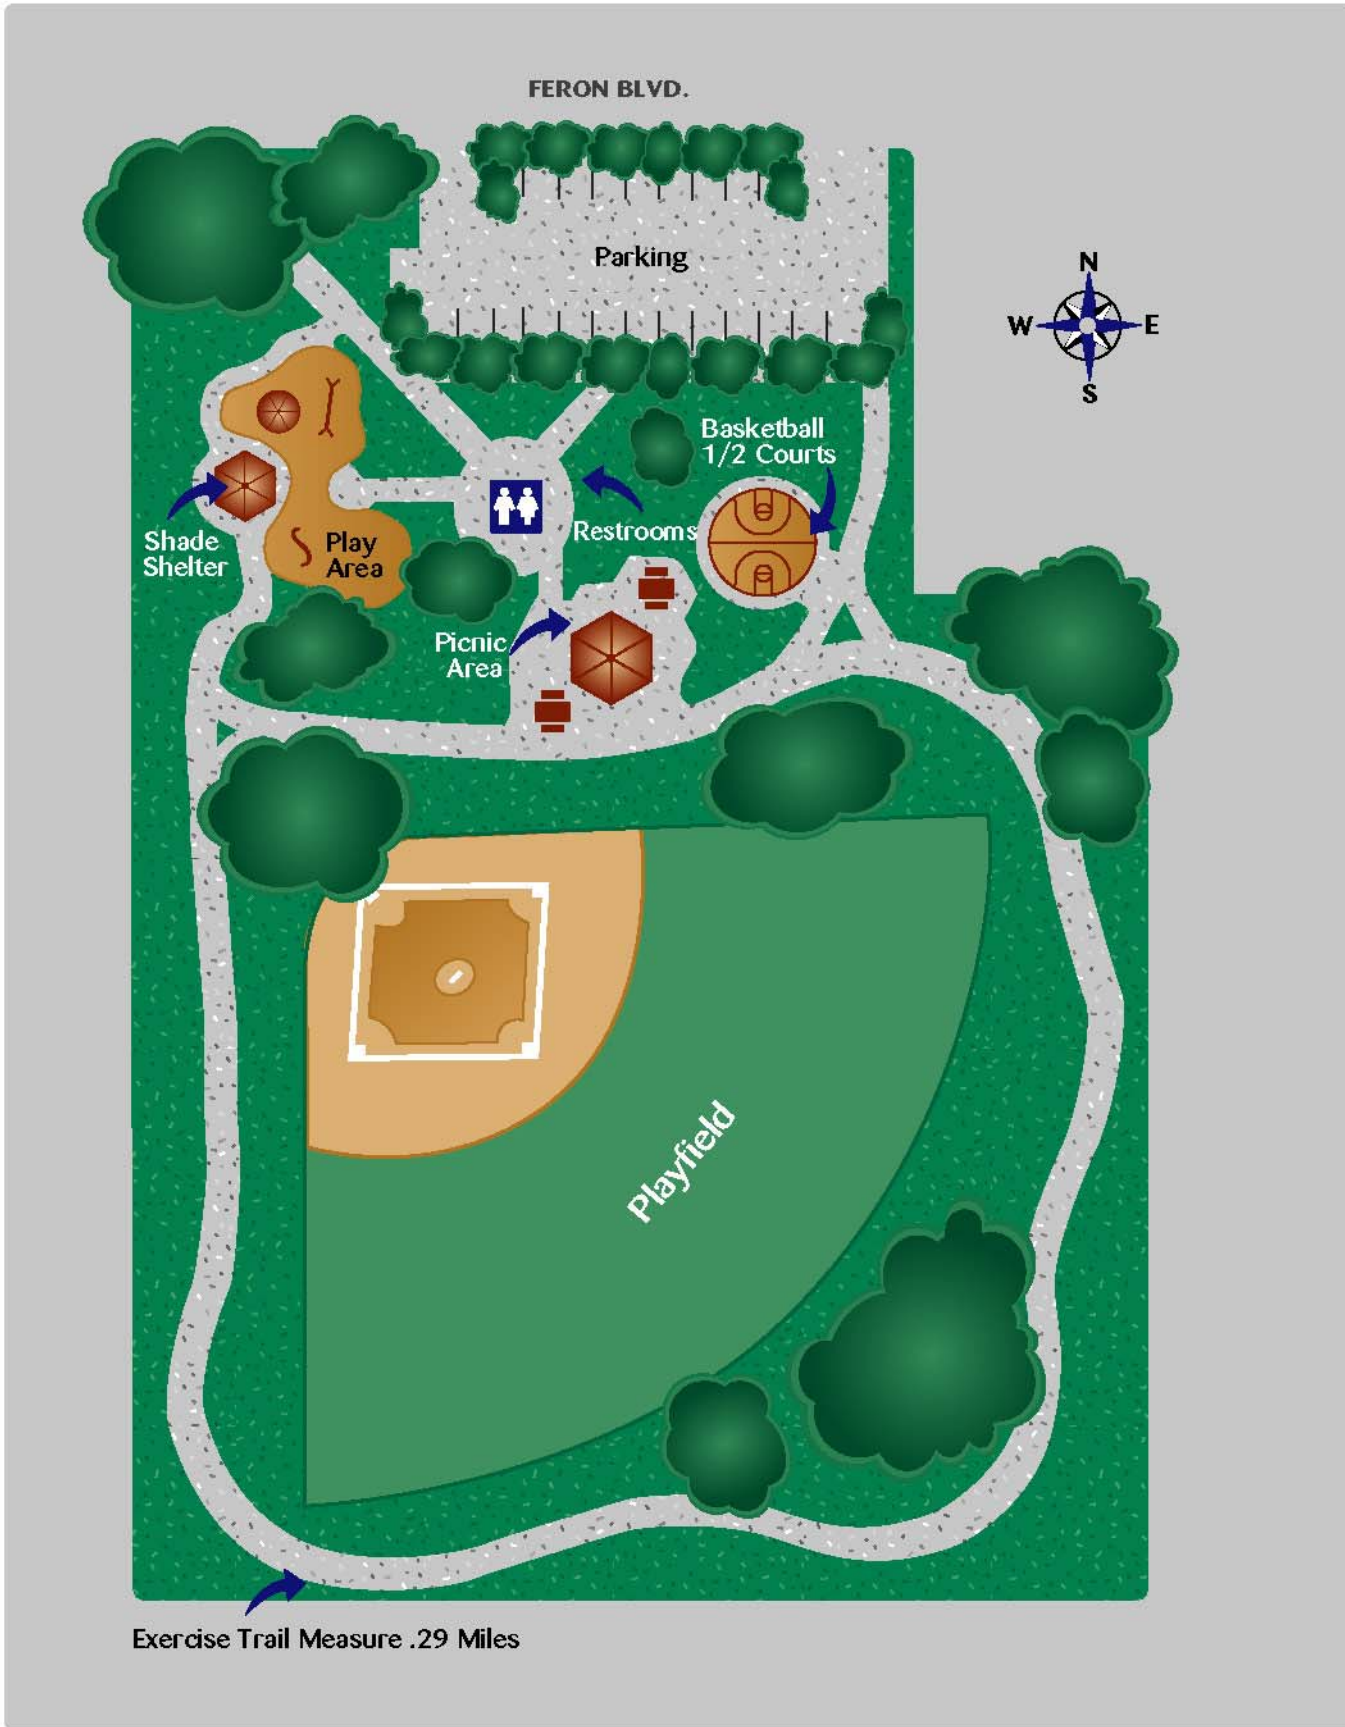 FERON BLVD.
Parking
N
W
E
S
Basketball
1/2 Courts
Restrooms
Shade
Shelter
Play
Area
Picnic
Area
Playfield
Exercise Trail Measure .29 Miles